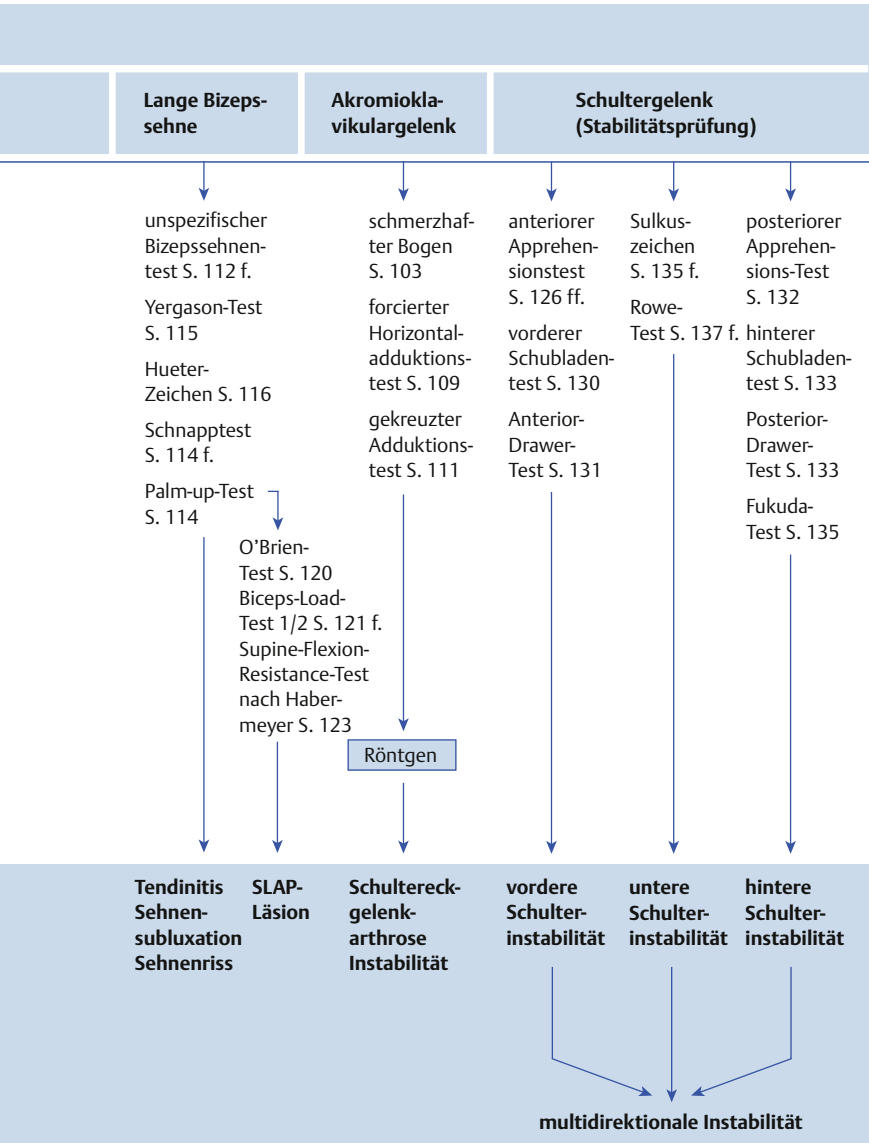 Lange Bizeps-
sehne
Akromiokla-
vikulargelenk
Schultergelenk
(Stabilitätsprüfung)
unspezifischer
Bizepssehnen-
test S. 112 f.
Yergason-Test
S. 115
Hueter-
Zeichen S. 116
Schnapptest
S. 114 f.
Palm-up-Test
S. 114
O’Brien-
Test S. 120
Biceps-Load-
Test 1/2 S. 121 f.
Supine-Flexion-
Resistance-Test
nach Haber-
meyer S. 123
schmerzhaf-
ter Bogen
S. 103
forcierter
Horizontal-
adduktions-
test S. 109
gekreuzter
Adduktions-
test S. 111
Röntgen
anteriorer
Apprehen-
sionstest
S. 126 ff.
vorderer
Schubladen-
test S. 130
Anterior-
Drawer-
Test S. 131
Sulkus-
zeichen
S. 135 f.
Rowe-
Test S. 137 f.
posteriorer
Apprehen-
sions-Test
S. 132
hinterer
Schubladen-
test S. 133
Posterior-
Drawer-
Test S. 133
Fukuda-
Test S. 135
Tendinitis
Sehnen-
subluxation
Sehnenriss
SLAP-
Läsion
Schultereck-
gelenk-
arthrose
Instabilität
vordere
Schulter-
instabilität
untere
Schulter-
instabilität
hintere
Schulter-
instabilität
multidirektionale Instabilität